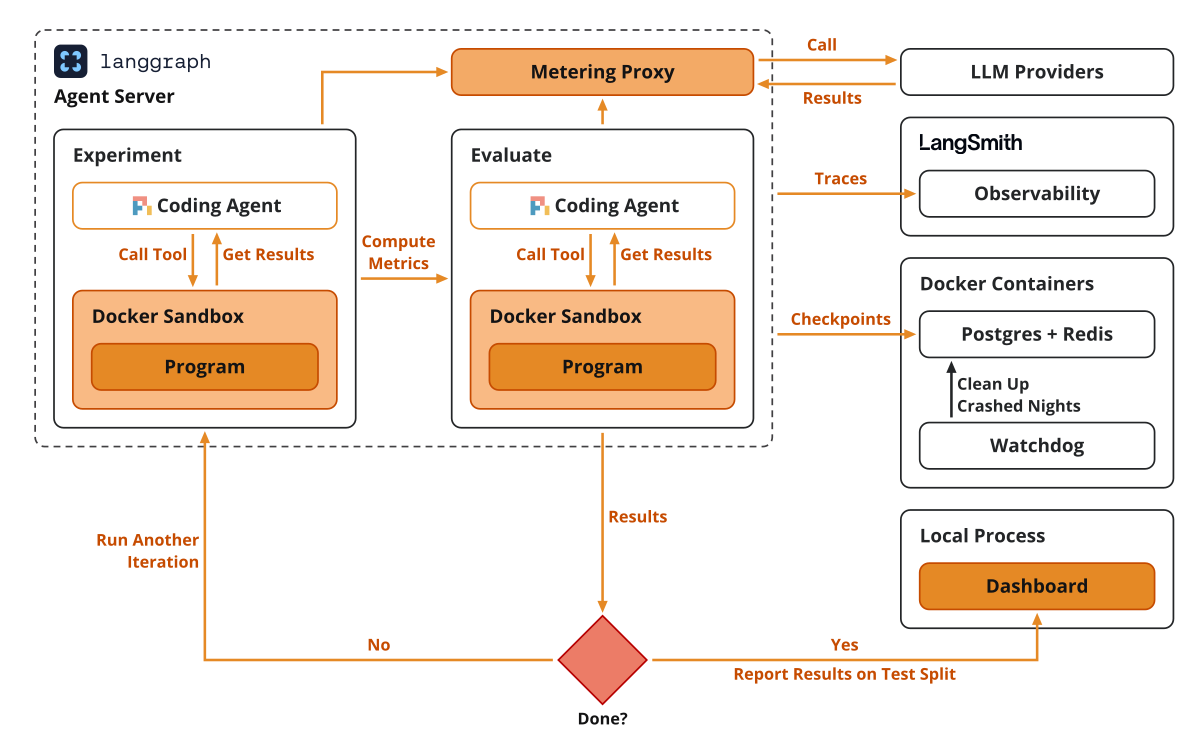 langgraph
Agent Server
Metering Proxy
Call
Results
LLM Providers
Experiment
Coding Agent
Call Tool
Get Results
Docker Sandbox
Program
Compute
Metrics
Evaluate
Coding Agent
Call Tool
Get Results
Docker Sandbox
Program
Traces
LangSmith
Observability
Checkpoints
Docker Containers
Postgres + Redis
Clean Up
Crashed Nights
Watchdog
Local Process
Dashboard
Run Another
Iteration
Results
No
Yes
Report Results on Test Split
Done?